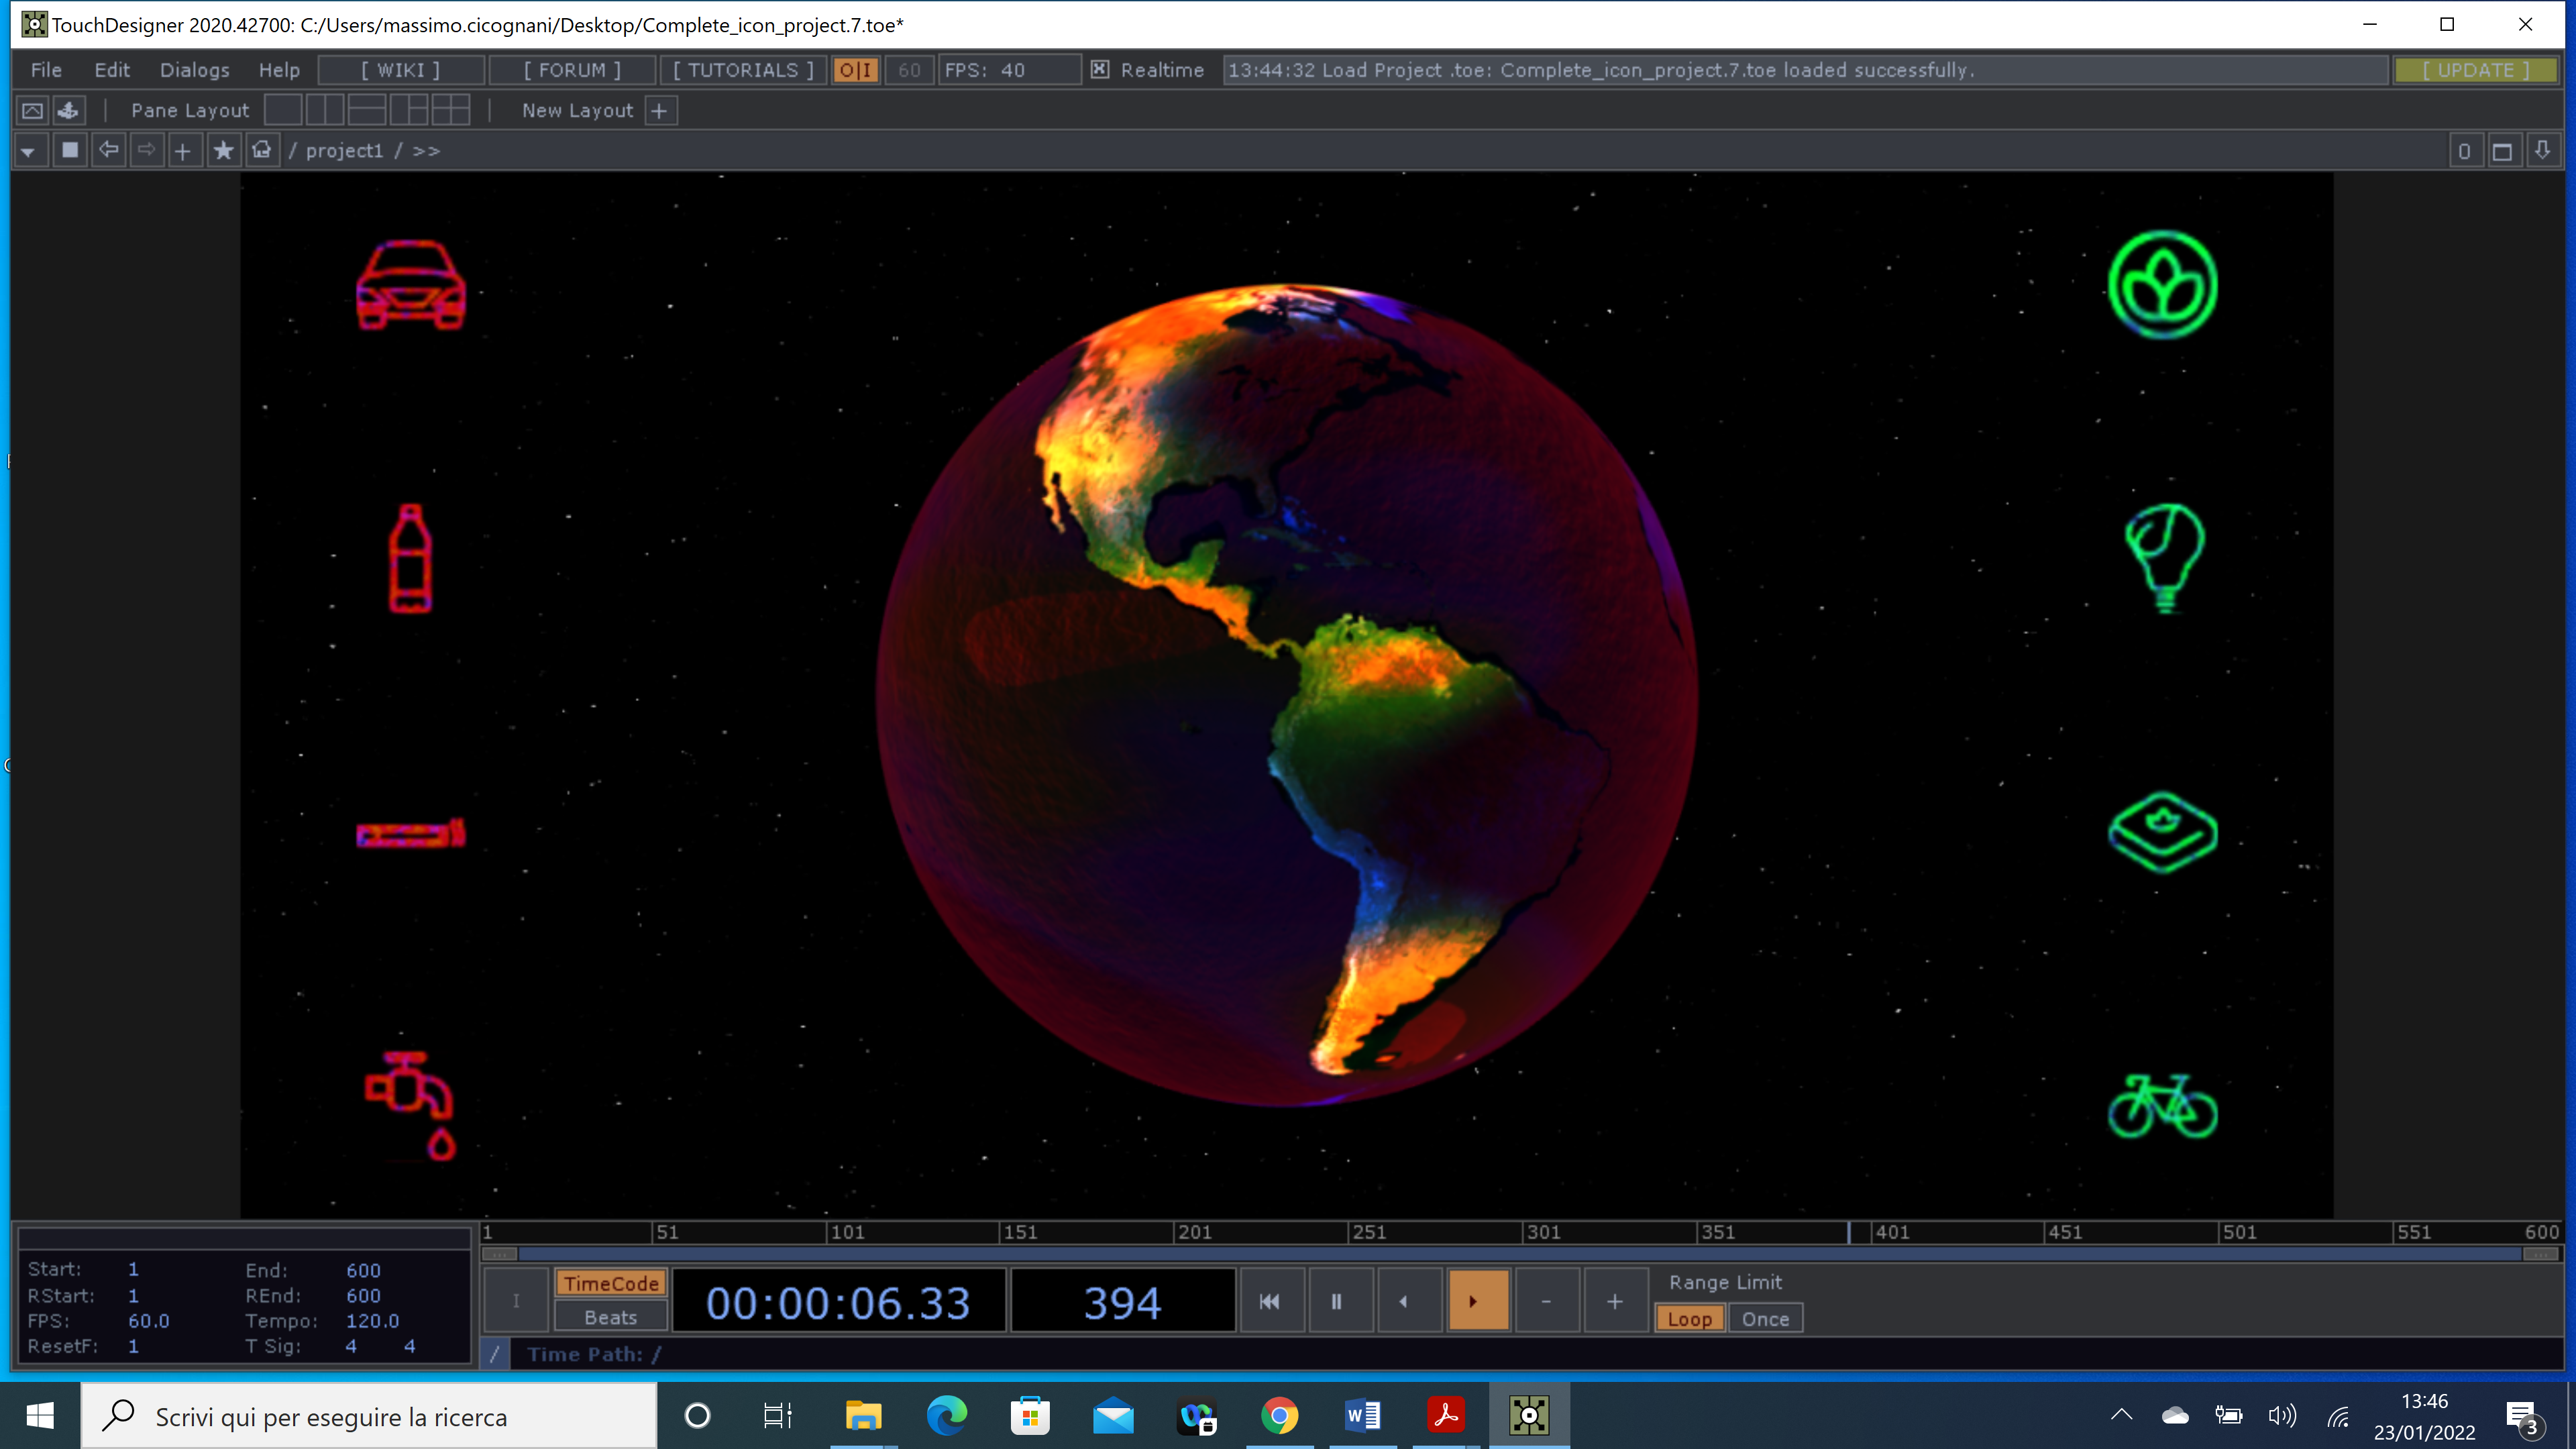 TouchDesigner 2020.42700: C:/Users/massimo.cicognani/Desktop/Complete_icon_project.7.toe*
File Edit Dialogs Help [ WIKI ] [ FORUM ] [ TUTORIALS ] O|I 60 FPS: 40 Realtime 13:44:32 Load Project .toe: Complete_icon_project.7.toe loaded successfully. [ UPDATE ]
Pane Layout New Layout +
/ project1 / >> 0
1 51 101 151 201 251 301 351 401 451 501 551 600
Start: 1 End: 600
RStart: 1 REnd: 600
FPS: 60.0 Tempo: 120.0
ResetF: 1 T Sig: 4 4
I TimeCode 00:00:06.33 394 - + Range Limit
Beats Loop Once
/ Time Path: /
Scrivi qui per eseguire la ricerca
13:46
23/01/2022
3